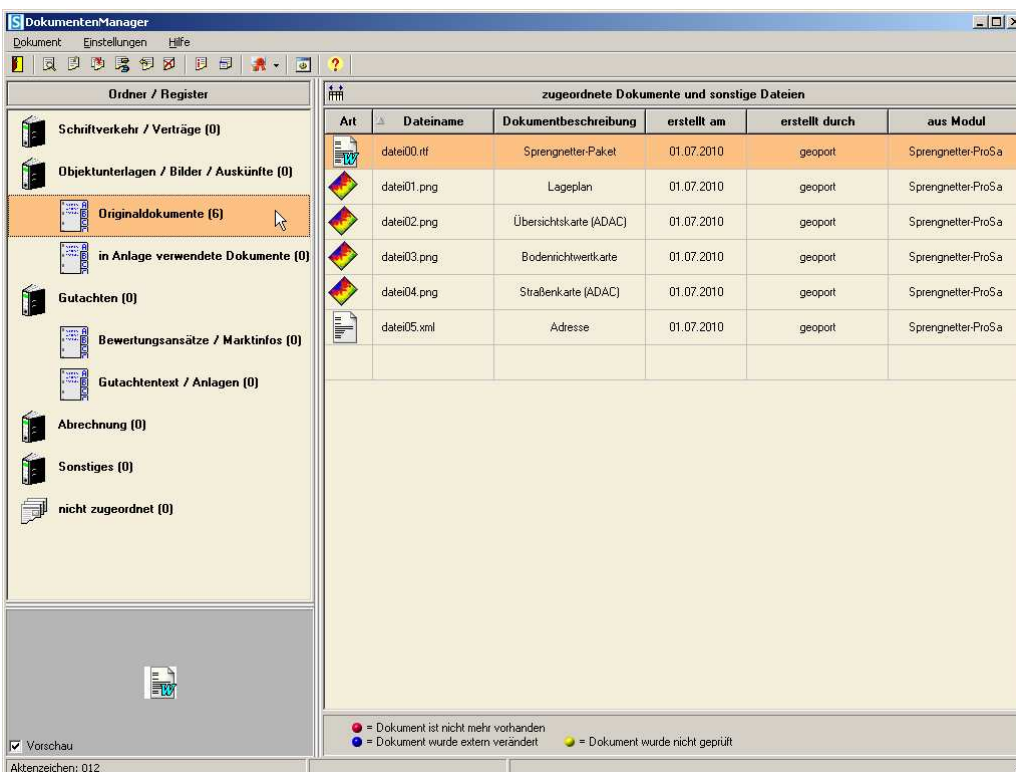 DokumentenManager
Dokument Einstellungen Hilfe
Ordner / Register
Schriftverkehr / Verträge (0)
Objektunterlagen / Bilder / Auskünfte (0)
Originaldokumente (6)
in Anlage verwendete Dokumente (0)
Gutachten (0)
Bewertungsansätze / Marktinfos (0)
Gutachtentext / Anlagen (0)
Abrechnung (0)
Sonstiges (0)
nicht zugeordnet (0)
Vorschau
Aktenzeichen: 012
zugeordnete Dokumente und sonstige Dateien
Art Dateiname Dokumentbeschreibung erstellt am erstellt durch aus Modul
datei00.rtf Sprengnetter-Paket 01.07.2010 geoport Sprengnetter-ProSa
datei01.png Lageplan 01.07.2010 geoport Sprengnetter-ProSa
datei02.png Übersichtskarte (ADAC) 01.07.2010 geoport Sprengnetter-ProSa
datei03.png Bodenrichtwertkarte 01.07.2010 geoport Sprengnetter-ProSa
datei04.png Straßenkarte (ADAC) 01.07.2010 geoport Sprengnetter-ProSa
datei05.xml Adresse 01.07.2010 geoport Sprengnetter-ProSa
= Dokument ist nicht mehr vorhanden
= Dokument wurde extern verändert = Dokument wurde nicht geprüft